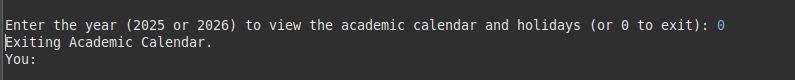 Enter the year (2025 or 2026) to view the academic calendar and holidays (or 0 to exit): 0
Exiting Academic Calendar.
You: